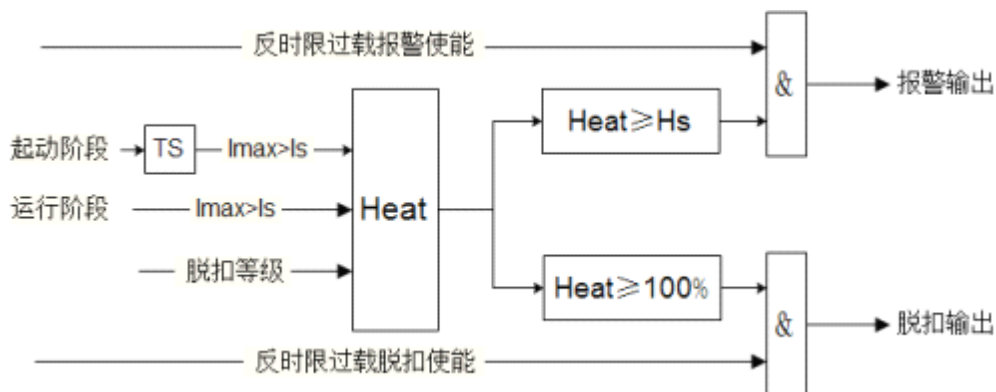 反时限过载报警使能
&
报警输出
Heat≥Hs
起动阶段 TS Imax>Is
运行阶段 Imax>Is
Heat
脱扣等级
Heat≥100%
&
脱扣输出
反时限过载脱扣使能